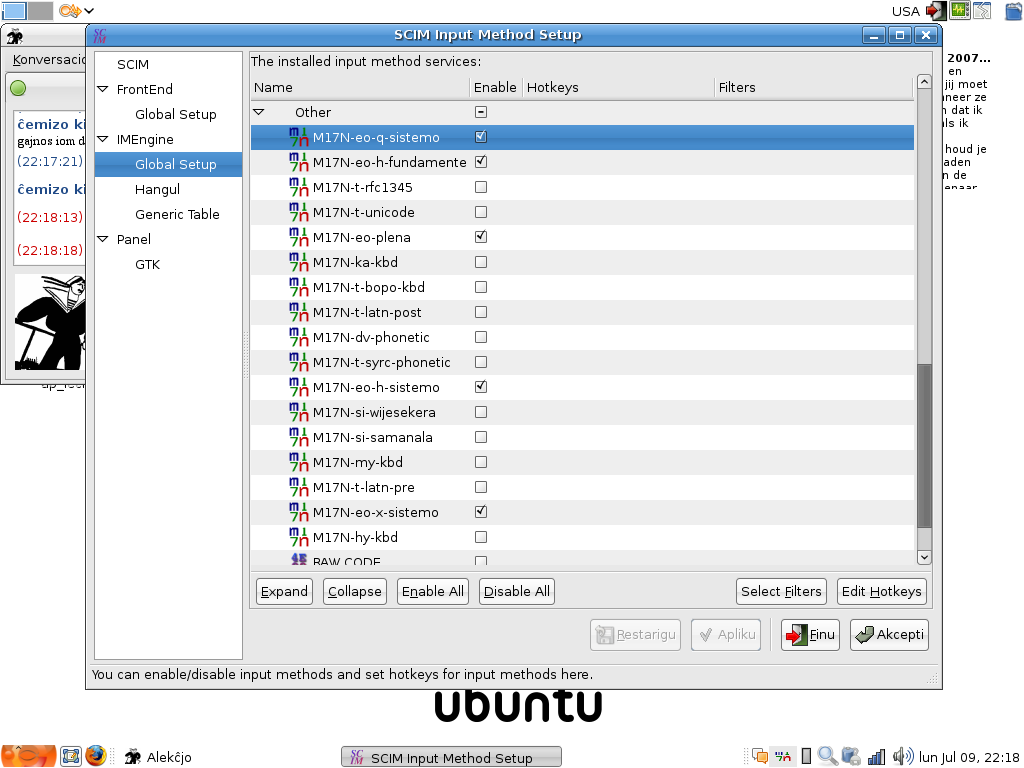 USA
SCIM Input Method Setup
Konversacio
ĉemizo ki
gajnos iom d
(22:17:21)
ĉemizo ki
(22:18:13)
(22:18:18)
SCIM
FrontEnd
Global Setup
IMEngine
Global Setup
Hangul
Generic Table
Panel
GTK
The installed input method services:
Name Enable Hotkeys Filters
Other
M17N-eo-q-sistemo
M17N-eo-h-fundamente
M17N-t-rfc1345
M17N-t-unicode
M17N-eo-plena
M17N-ka-kbd
M17N-t-bopo-kbd
M17N-t-latn-post
M17N-dv-phonetic
M17N-t-syrc-phonetic
M17N-eo-h-sistemo
M17N-si-wijesekera
M17N-si-samanala
M17N-my-kbd
M17N-t-latn-pre
M17N-eo-x-sistemo
M17N-hy-kbd
RAW CODE
Expand Collapse Enable All Disable All Select Filters Edit Hotkeys
Restarigu Apliku Finu Akcepti
You can enable/disable input methods and set hotkeys for input methods here.
2007...
en
jij moet
dat ik
ls ik
houd je
aden
n de
ubuntu
Alekĉjo
SCIM Input Method Setup
lun Jul 09, 22:18